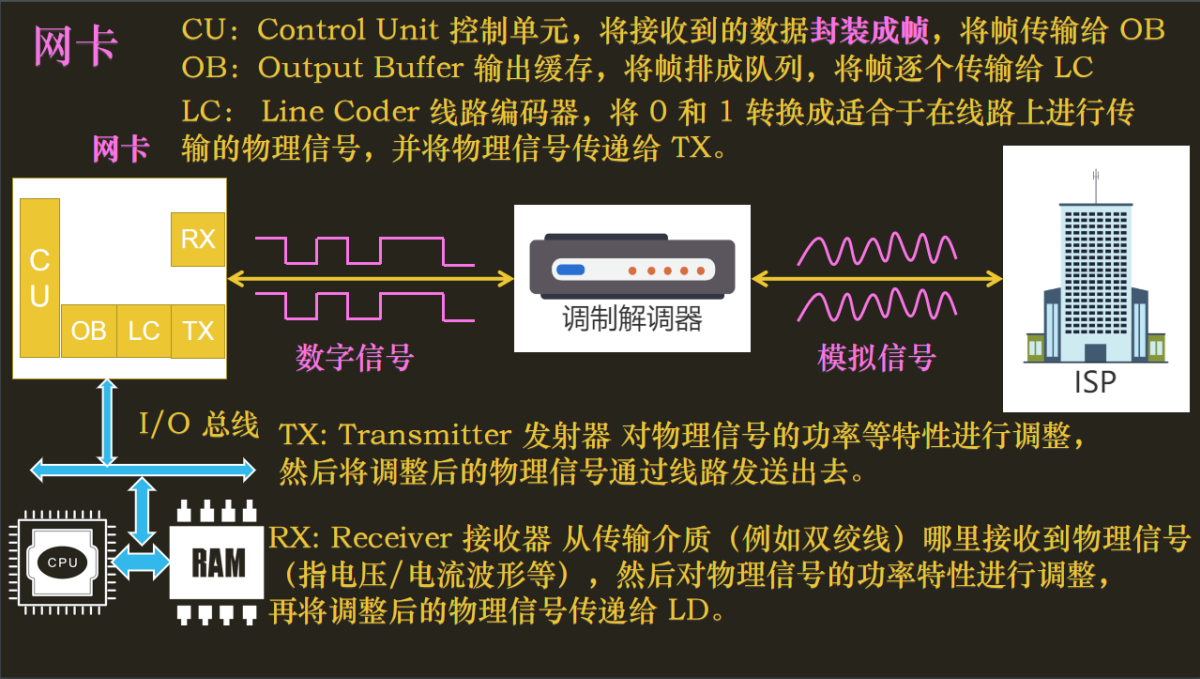 网卡
CU：Control Unit 控制单元，将接收到的数据封装成帧，将帧传输给 OB
OB：Output Buffer 输出缓存，将帧排成队列，将帧逐个传输给 LC
LC： Line Coder 线路编码器，将 0 和 1 转换成适合于在线路上进行传
输的物理信号，并将物理信号传递给 TX。
网卡
CU
RX
OB
LC
TX
数字信号
调制解调器
模拟信号
ISP
I/O 总线
TX: Transmitter 发射器 对物理信号的功率等特性进行调整，
然后将调整后的物理信号通过线路发送出去。
CPU
RAM
RX: Receiver 接收器 从传输介质（例如双绞线）哪里接收到物理信号
（指电压/电流波形等），然后对物理信号的功率特性进行调整，
再将调整后的物理信号传递给 LD。